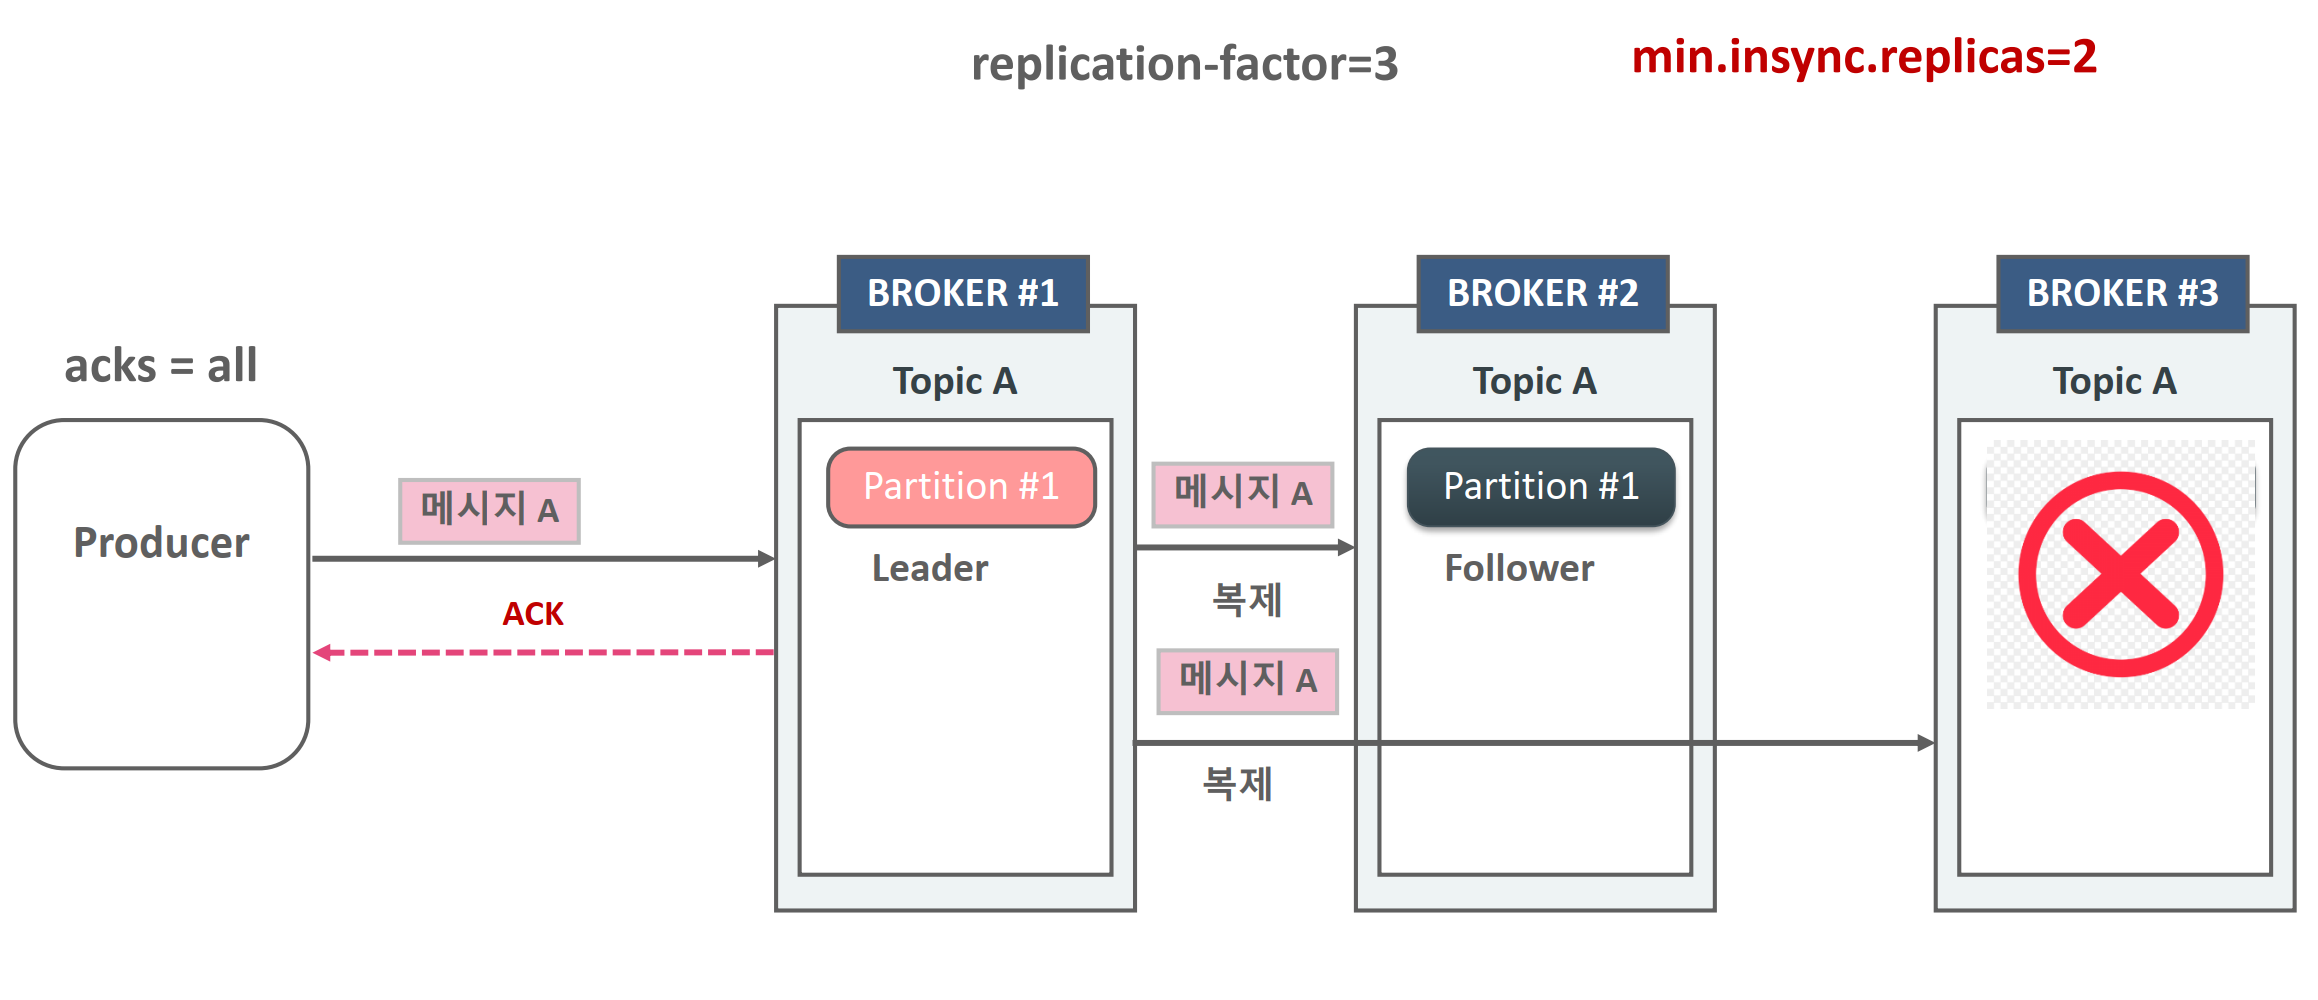 replication-factor=3
min.insync.replicas=2
acks = all
Producer
메시지 A
ACK
BROKER #1
Topic A
Partition #1
Leader
메시지 A
복제
메시지 A
복제
BROKER #2
Topic A
Partition #1
Follower
BROKER #3
Topic A